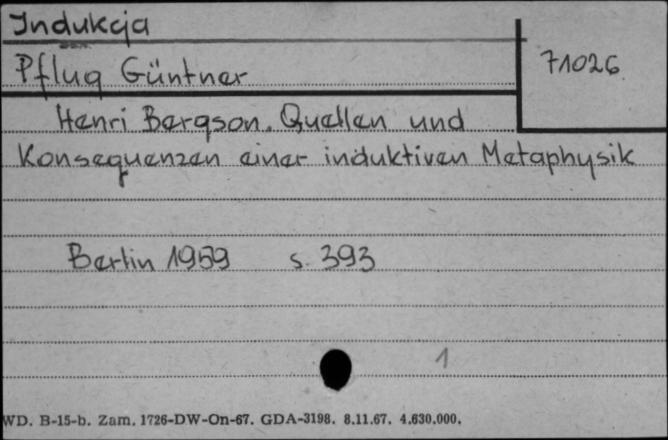 Indukcja
71026
Pflug Güntner
Henri Bergson. Quellen und
Konsequenzen einer induktiven Metaphysik
Berlin 1959 s. 393
1
WD. B-15-b. Zam. 1726-DW-On-67. GDA-3198. 8.11.67. 4.630.000.